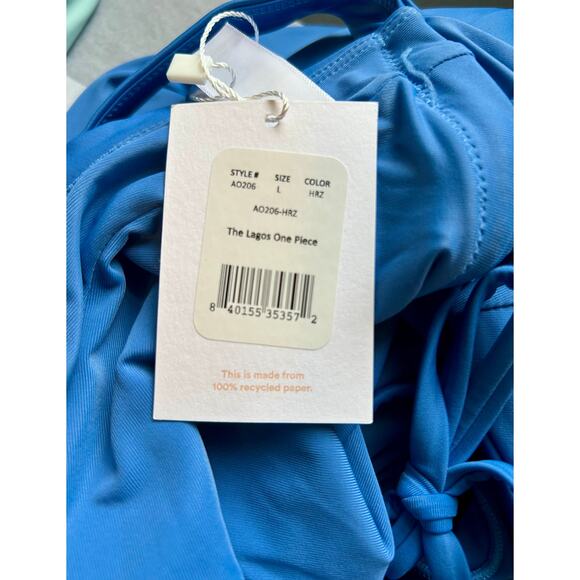 STYLE # SIZE COLOR
AO206 L HRZ
AO206-HRZ
The Lagos One Piece
8 40155 35357 2
This is made from
100% recycled paper.